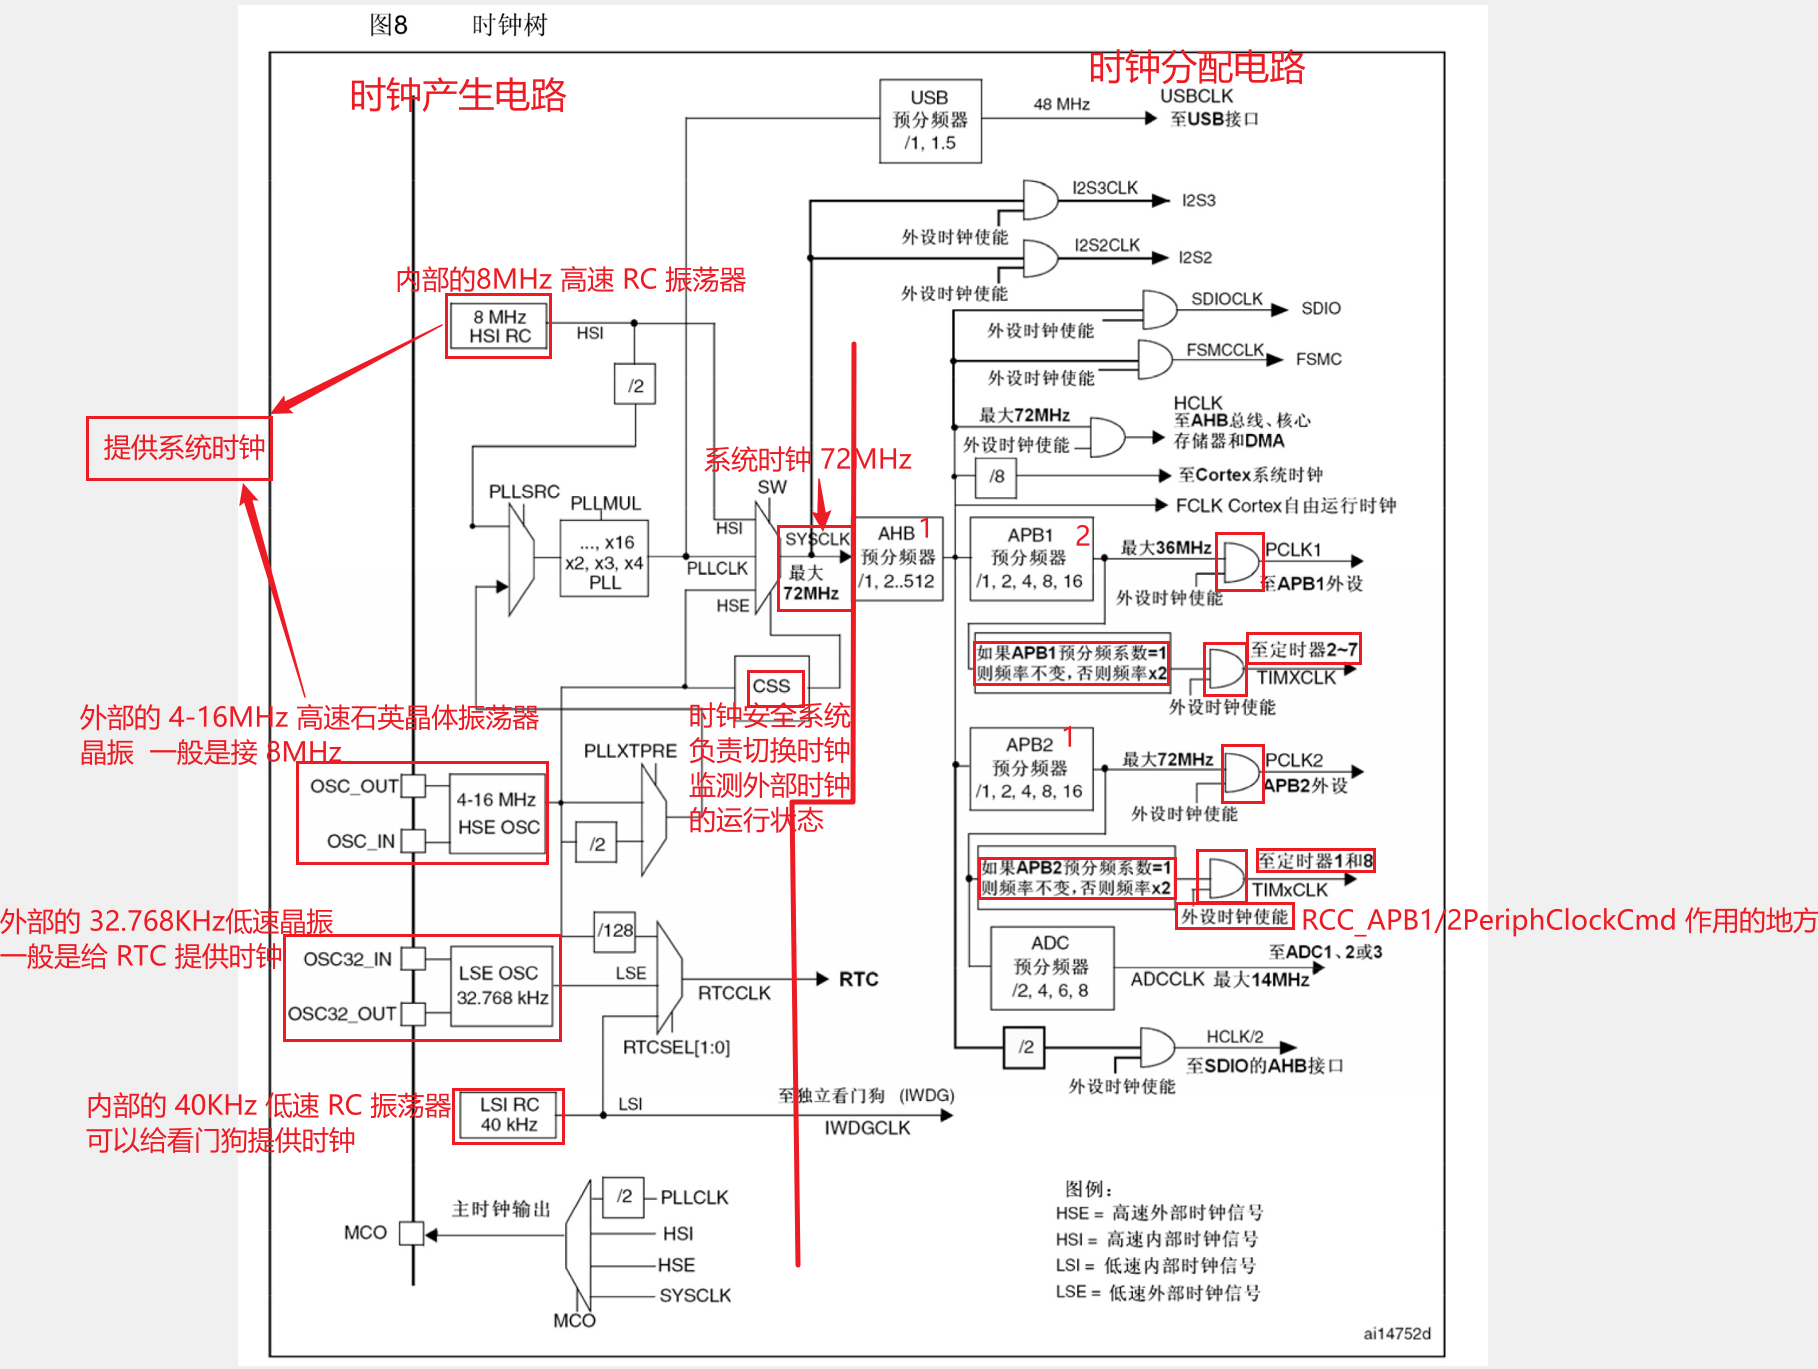 图8 时钟树
时钟产生电路
时钟分配电路
USB
预分频器
/1, 1.5
48 MHz
USBCLK
至USB接口
I2S3CLK
I2S3
外设时钟使能
I2S2CLK
I2S2
外设时钟使能
内部的8MHz 高速 RC 振荡器
8 MHz
HSI RC
HSI
/2
SDIOCLK
SDIO
外设时钟使能
FSMCCLK
FSMC
外设时钟使能
最大72MHz
外设时钟使能
HCLK
至AHB总线、核心
存储器和DMA
/8
至Cortex系统时钟
FCLK Cortex自由运行时钟
提供系统时钟
系统时钟 72MHz
PLLSRC
PLLMUL
..., x16
x2, x3, x4
PLL
SW
HSI
PLLCLK
HSE
SYSCLK
最大
72MHz
AHB 1
预分频器
/1, 2..512
APB1 2
预分频器
/1, 2, 4, 8, 16
最大36MHz
PCLK1
至APB1外设
外设时钟使能
如果APB1预分频系数=1
则频率不变,否则频率x2
至定时器2~7
TIMXCLK
外设时钟使能
CSS
时钟安全系统
负责切换时钟
监测外部时钟
的运行状态
外部的 4-16MHz 高速石英晶体振荡器
晶振 一般是接 8MHz
PLLXTPRE
OSC_OUT
OSC_IN
4-16 MHz
HSE OSC
/2
APB2 1
预分频器
/1, 2, 4, 8, 16
最大72MHz
PCLK2
APB2外设
外设时钟使能
如果APB2预分频系数=1
则频率不变,否则频率x2
至定时器1和8
TIMxCLK
外设时钟使能
RCC_APB1/2PeriphClockCmd 作用的地方
外部的 32.768KHz低速晶振
一般是给 RTC 提供时钟
OSC32_IN
OSC32_OUT
LSE OSC
32.768 kHz
/128
LSE
RTCCLK
RTC
RTCSEL[1:0]
ADC
预分频器
/2, 4, 6, 8
至ADC1、2或3
ADCCLK 最大14MHz
/2
HCLK/2
至SDIO的AHB接口
外设时钟使能
内部的 40KHz 低速 RC 振荡器
可以给看门狗提供时钟
LSI RC
40 kHz
LSI
至独立看门狗 (IWDG)
IWDGCLK
MCO
主时钟输出
/2
PLLCLK
HSI
HSE
SYSCLK
MCO
图例:
HSE = 高速外部时钟信号
HSI = 高速内部时钟信号
LSI = 低速内部时钟信号
LSE = 低速外部时钟信号
ai14752d